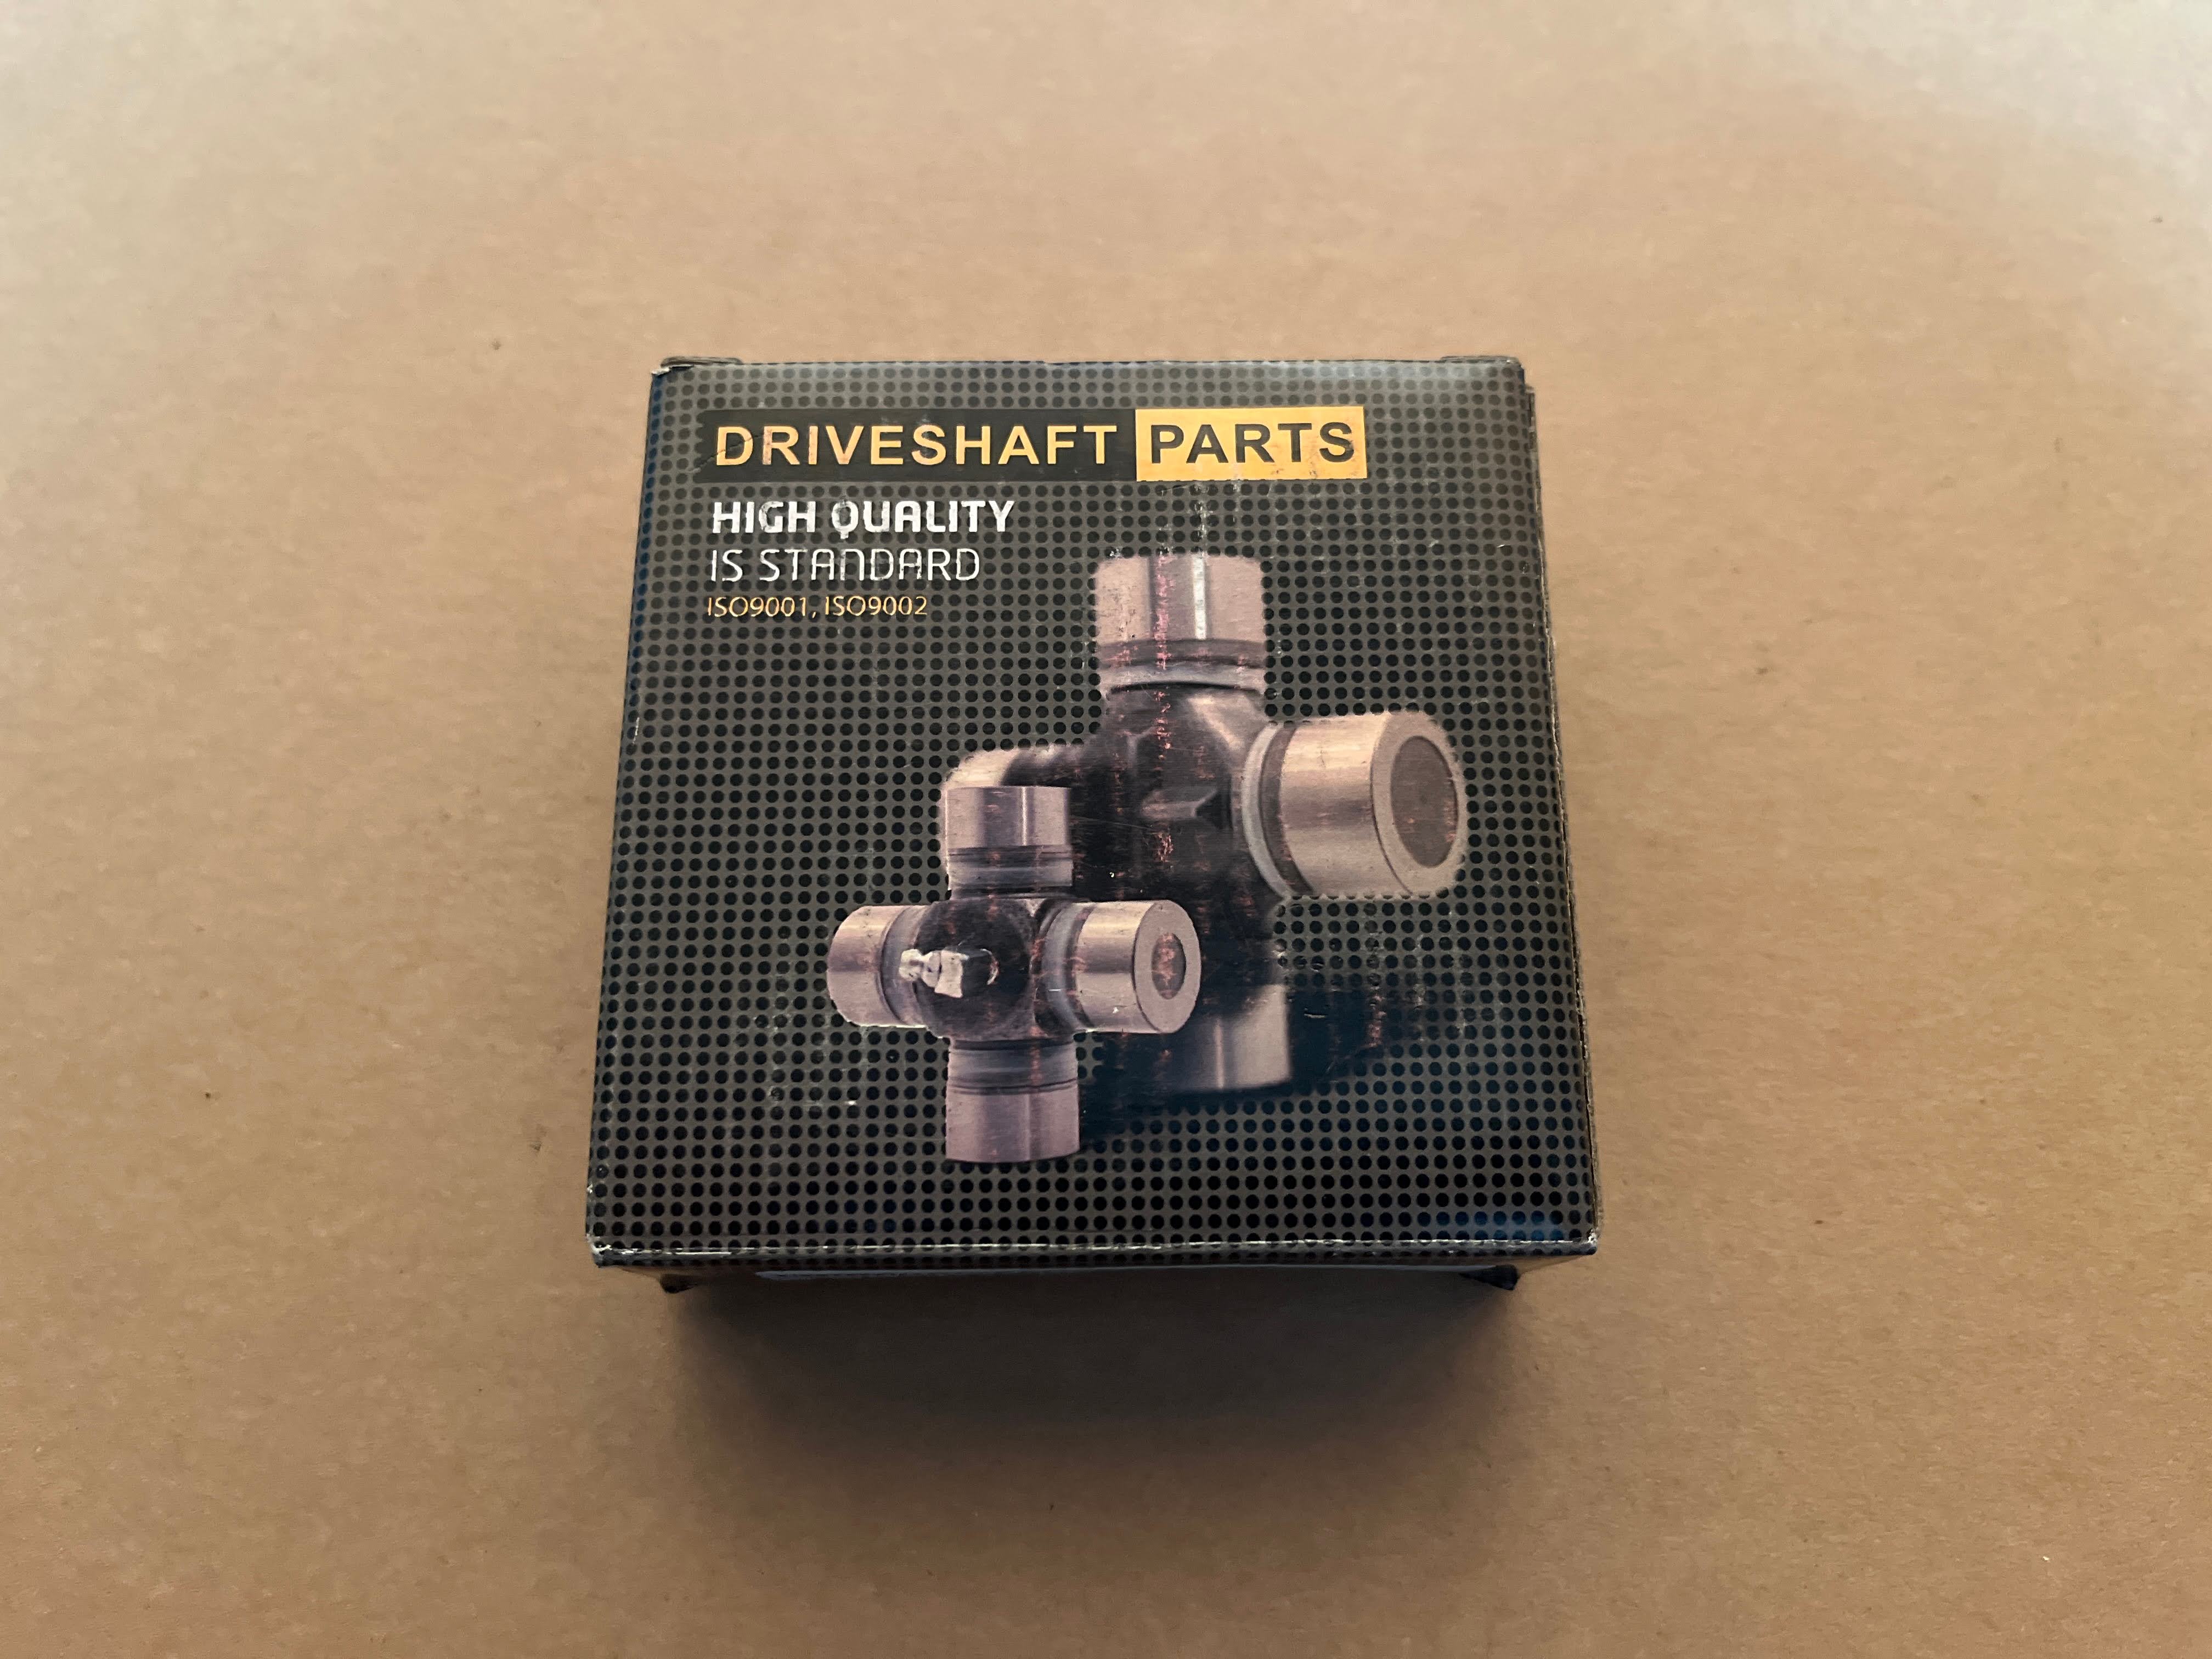 DRIVESHAFT PARTS
HIGH QUALITY
IS STANDARD
ISO9001, ISO9002